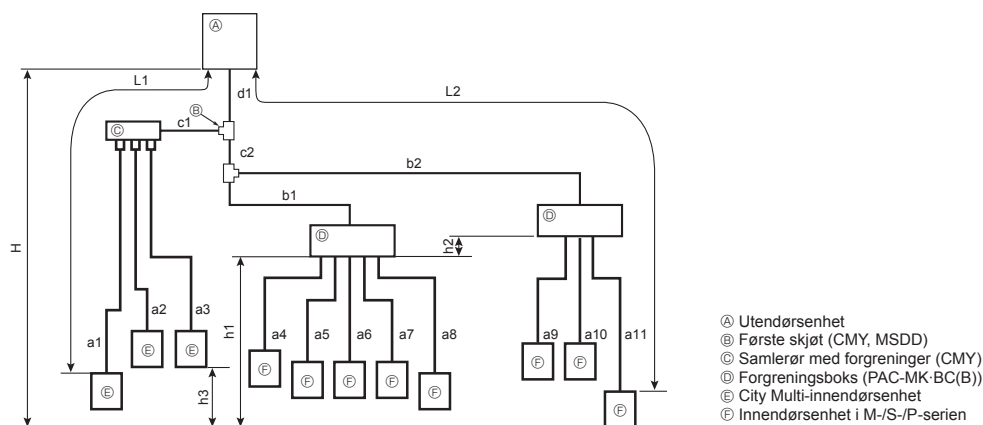 Ⓐ
L1
d1
L2
Ⓑ
c1
Ⓒ
c2
b2
b1
Ⓓ
Ⓓ
h2
H
h1
a1
a2
a3
Ⓔ
Ⓔ
Ⓔ
h3
a4
a5
a6
a7
a8
Ⓕ
Ⓕ
Ⓕ
Ⓕ
Ⓕ
a9
a10
a11
Ⓕ
Ⓕ
Ⓕ
Ⓐ Utendørsenhet
Ⓑ Første skjøt (CMY, MSDD)
Ⓒ Samlerør med forgreninger (CMY)
Ⓓ Forgreningsboks (PAC-MK·BC(B))
Ⓔ City Multi-innendørsenhet
Ⓕ Innendørsenhet i M-/S-/P-serien